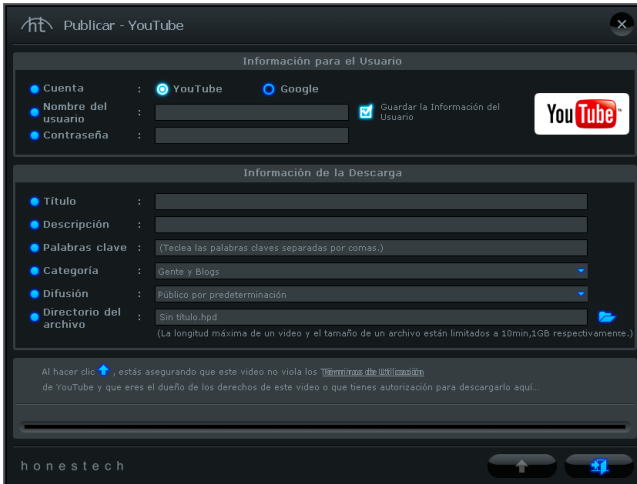 ht Publicar - YouTube
Información para el Usuario
Cuenta : YouTube Google
Nombre del usuario :
Guardar la Información del Usuario
Contraseña :
YouTube
Información de la Descarga
Título :
Descripción :
Palabras clave : (Teclea las palabras claves separadas por comas.)
Categoría : Gente y Blogs
Difusión : Público por predeterminación
Directorio del archivo : Sin título.hpd
(La longitud máxima de un video y el tamaño de un archivo están limitados a 10min,1GB respectivamente.)
Al hacer clic , estás asegurando que este video no viola los Términos de Utilización
de YouTube y que eres el dueño de los derechos de este video o que tienes autorización para descargarlo aquí...
honestech